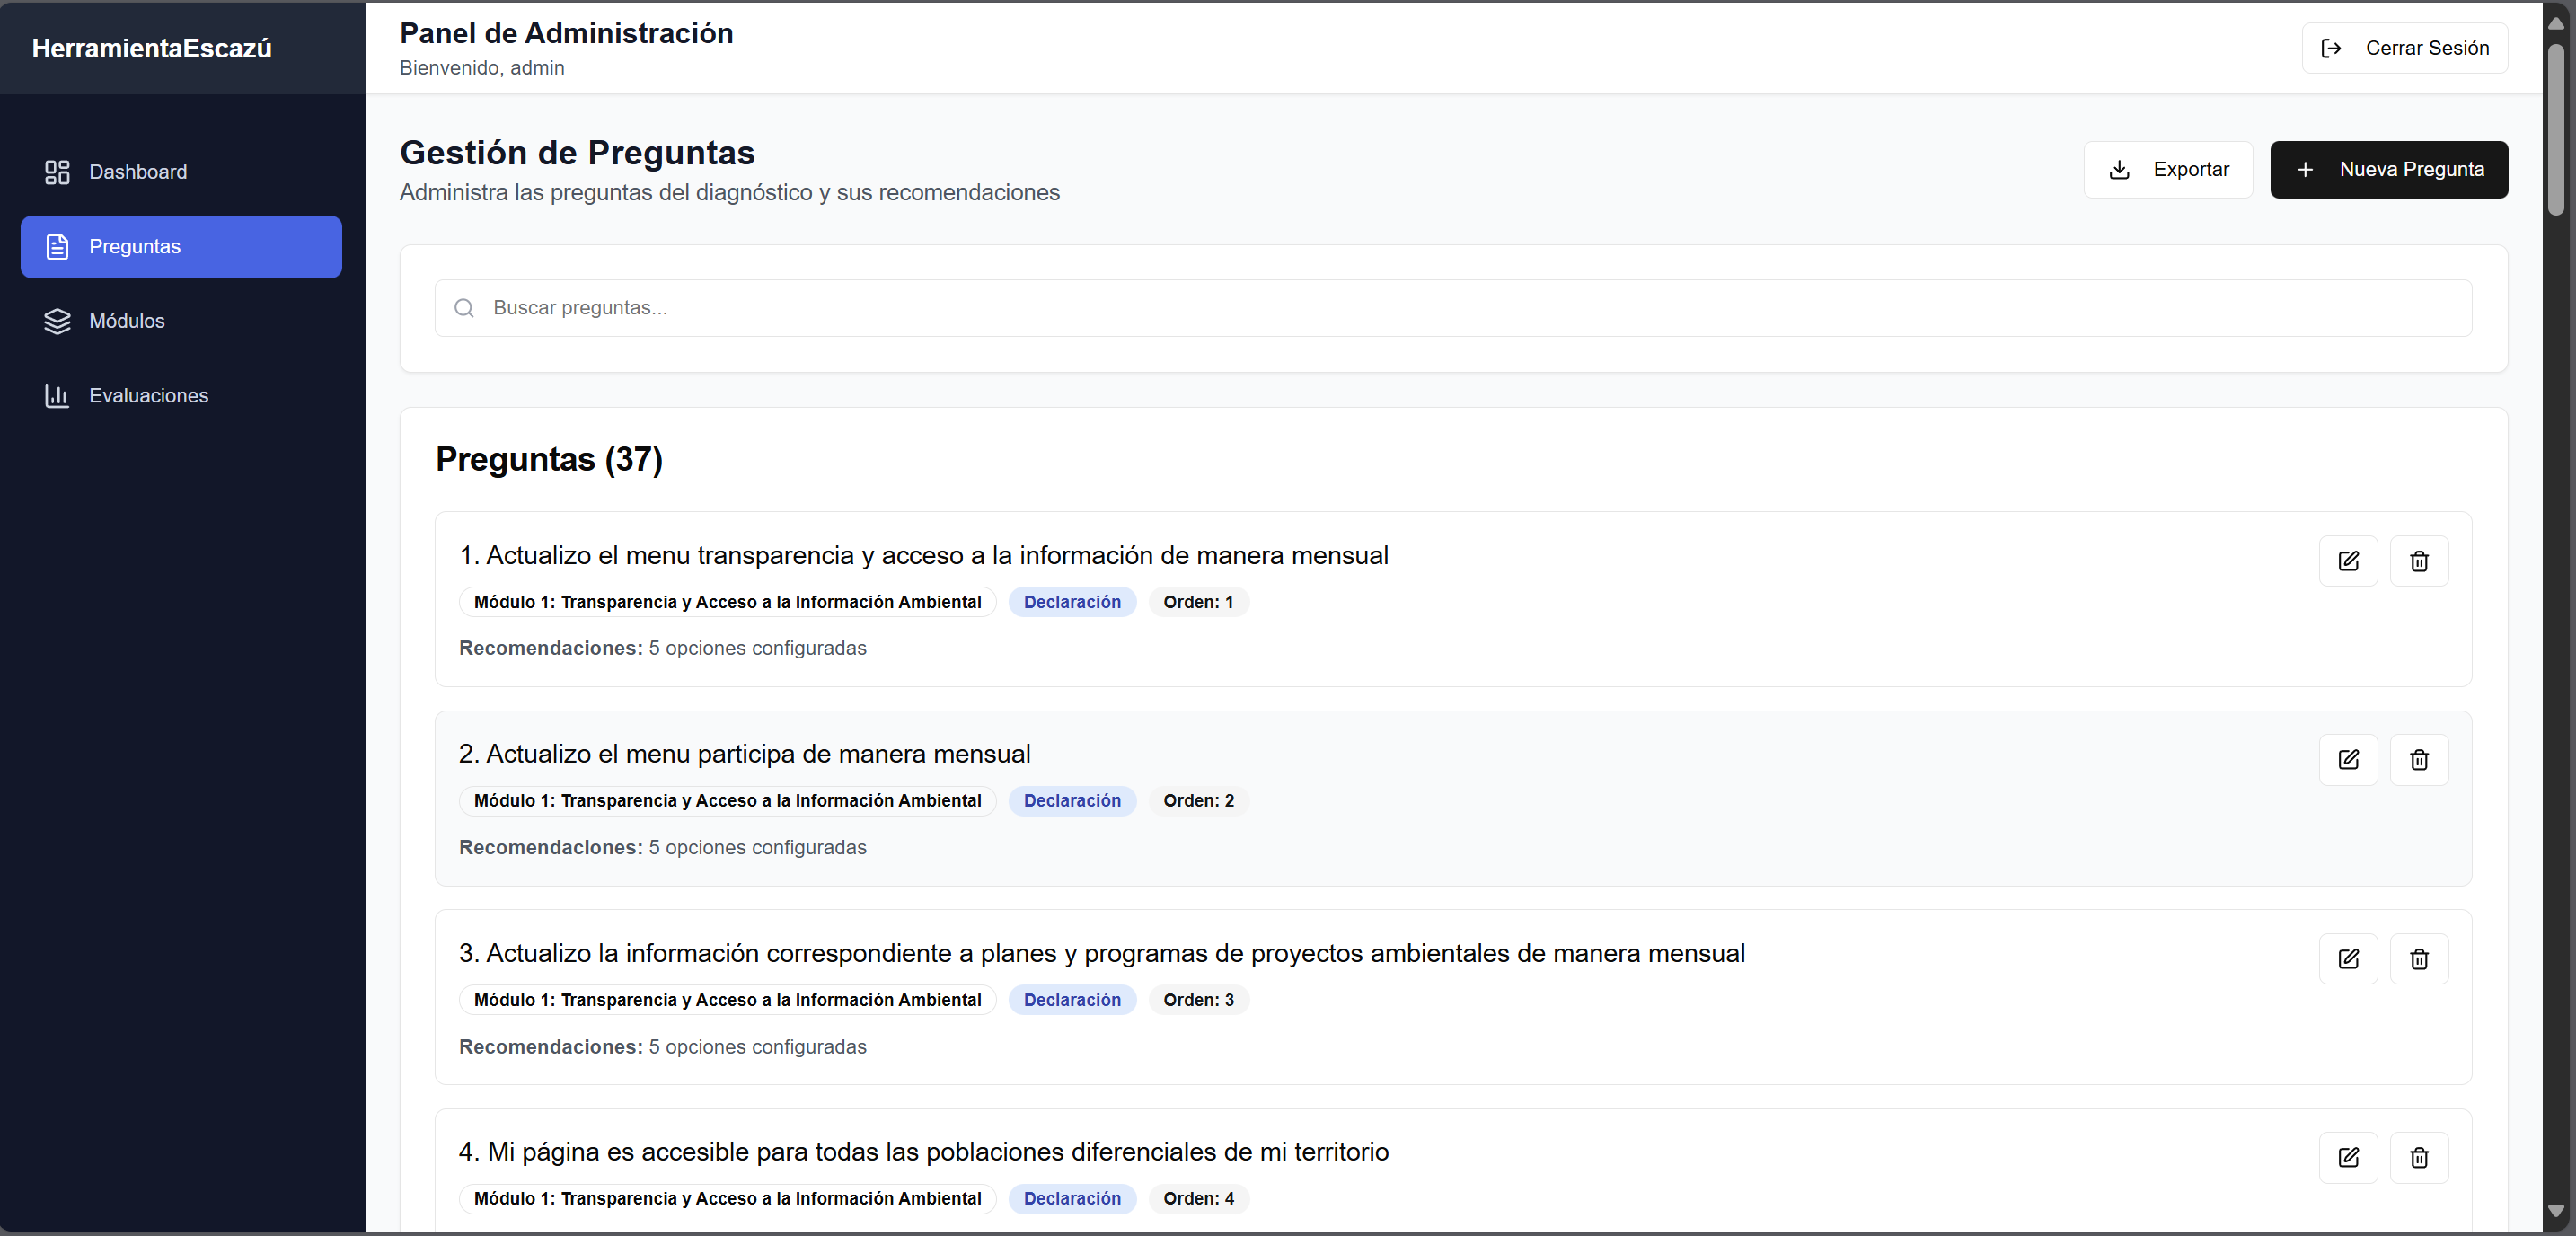 HerramientaEscazú
Dashboard
Preguntas
Módulos
Evaluaciones
Panel de Administración
Bienvenido, admin
Cerrar Sesión
Gestión de Preguntas
Administra las preguntas del diagnóstico y sus recomendaciones
Exportar
Nueva Pregunta
Buscar preguntas...
Preguntas (37)
1. Actualizo el menu transparencia y acceso a la información de manera mensual
Módulo 1: Transparencia y Acceso a la Información Ambiental Declaración Orden: 1
Recomendaciones: 5 opciones configuradas
2. Actualizo el menu participa de manera mensual
Módulo 1: Transparencia y Acceso a la Información Ambiental Declaración Orden: 2
Recomendaciones: 5 opciones configuradas
3. Actualizo la información correspondiente a planes y programas de proyectos ambientales de manera mensual
Módulo 1: Transparencia y Acceso a la Información Ambiental Declaración Orden: 3
Recomendaciones: 5 opciones configuradas
4. Mi página es accesible para todas las poblaciones diferenciales de mi territorio
Módulo 1: Transparencia y Acceso a la Información Ambiental Declaración Orden: 4